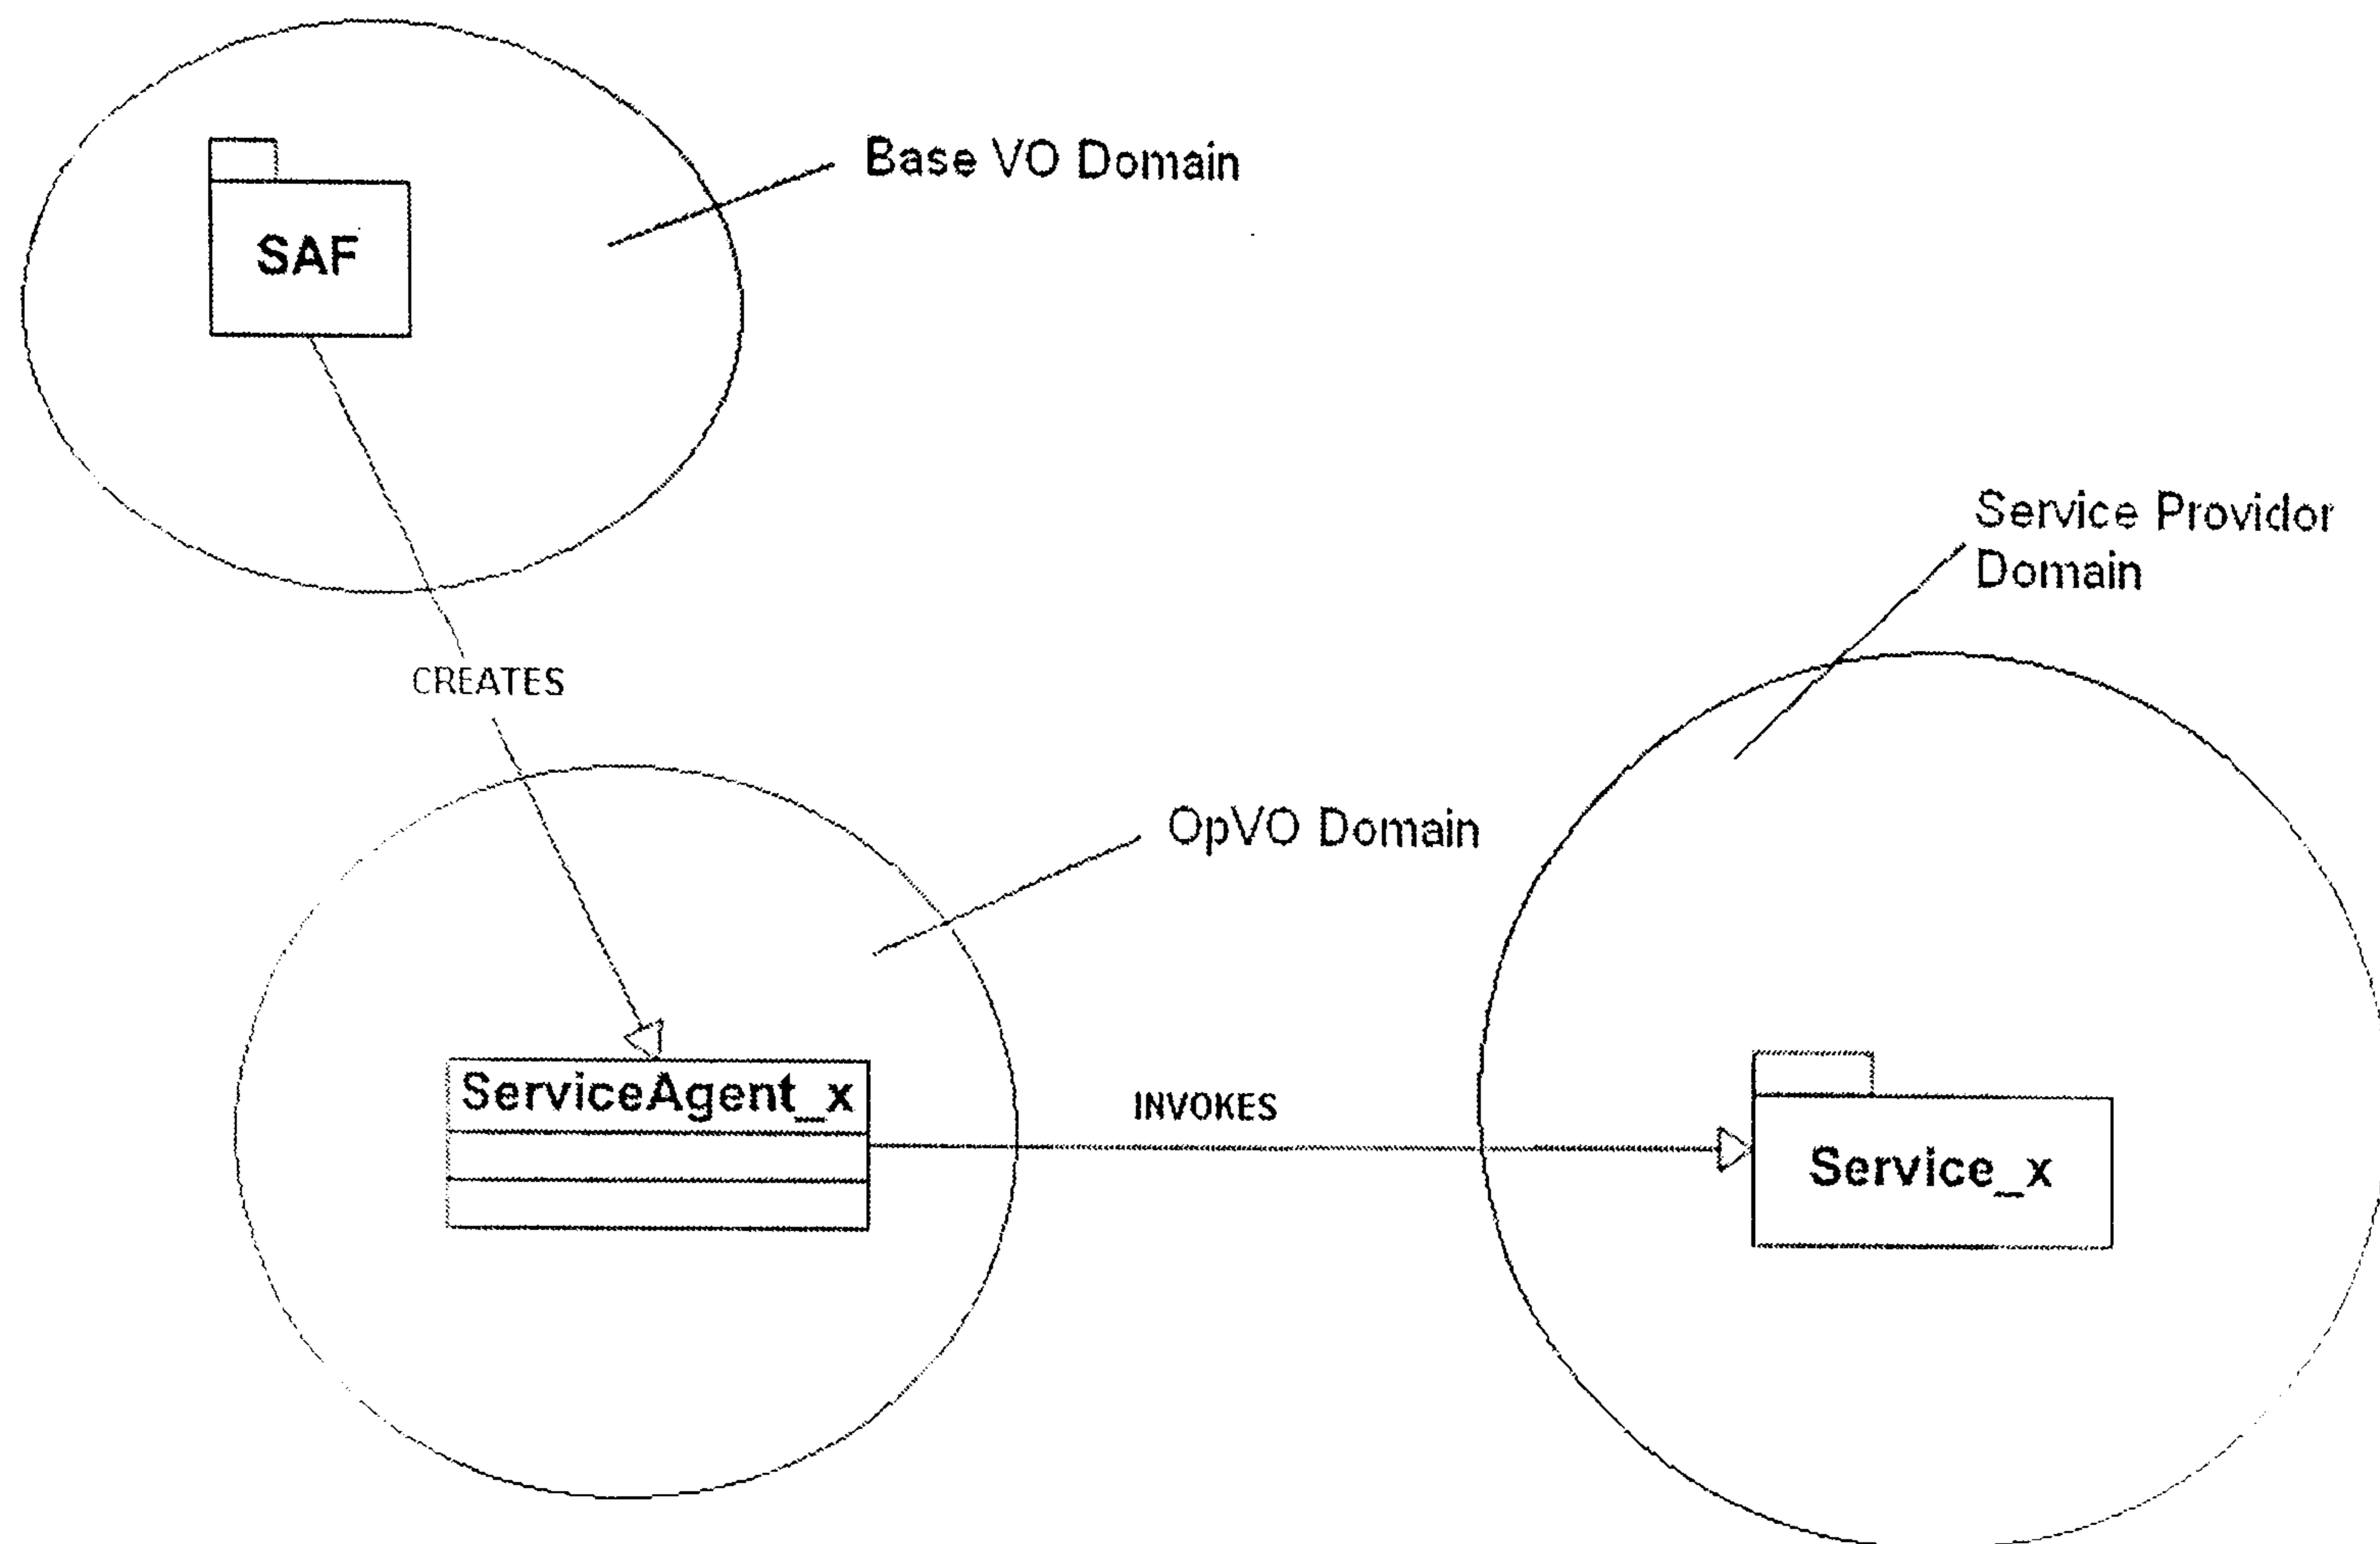 Base VO Domain
SAF
Service Providor
Domain
CREATES
OpVO Domain
ServiceAgent_x
INVOKES
Service_x